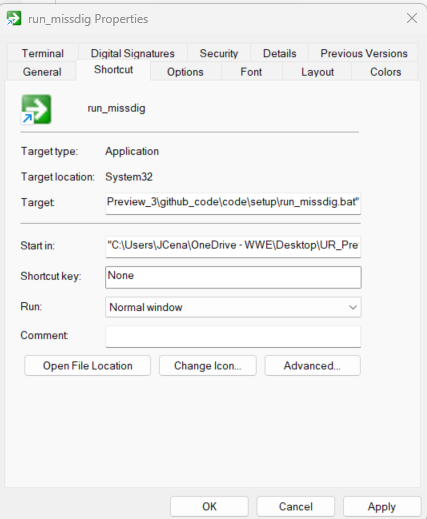 run_missdig Properties
Terminal Digital Signatures Security Details Previous Versions
General Shortcut Options Font Layout Colors
run_missdig
Target type: Application
Target location: System32
Target: Preview_3\github_code\code\setup\run_missdig.bat"
Start in: "C:\Users\JCena\OneDrive - WWE\Desktop\UR_Pre
Shortcut key: None
Run: Normal window
Comment:
Open File Location Change Icon... Advanced...
OK Cancel Apply